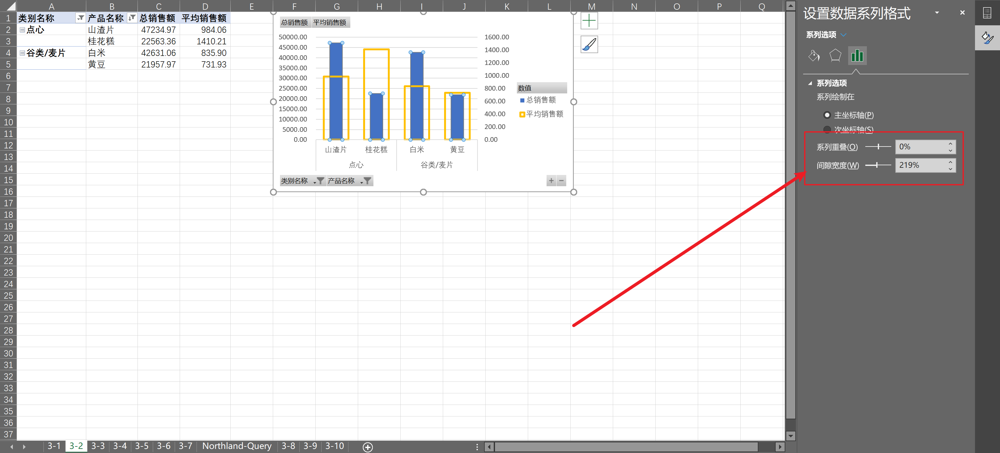 A B C D E F G H I J K L M N O P Q
1 类别名称 产品名称 总销售额 平均销售额
2 点心 山渣片 47234.97 984.06
3 桂花糕 22563.36 1410.21
4 谷类/麦片 白米 42631.06 835.90
5 黄豆 21957.97 731.93
6
7
8
9
10
11
12
13
14
15
16
17
18
19
20
21
22
23
24
25
26
27
28
29
30
31
32
33
34
35
36
37
总销售额 平均销售额
50000.00
45000.00
40000.00
35000.00
30000.00
25000.00
20000.00
15000.00
10000.00
5000.00
0.00
1600.00
1400.00
1200.00
1000.00
800.00
600.00
400.00
200.00
0.00
山渣片 桂花糕 白米 黄豆
点心 谷类/麦片
数值
总销售额
平均销售额
类别名称 产品名称
设置数据系列格式
系列选项
系列选项
系列绘制在
主坐标轴(P)
次坐标轴(S)
系列重叠(O) 0%
间隙宽度(W) 219%
3-1 3-2 3-3 3-4 3-5 3-6 3-7 Northland-Query 3-8 3-9 3-10